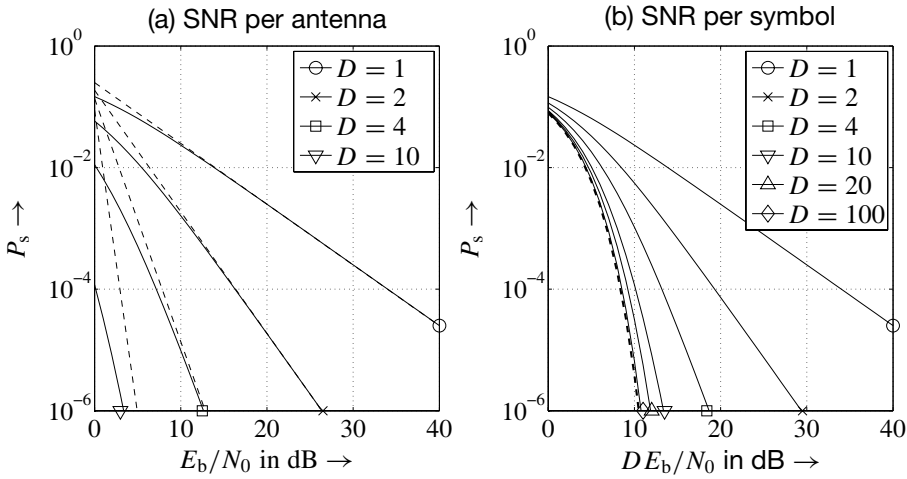 (a) SNR per antenna
10^0
10^−2
10^−4
10^−6
P_s →
D = 1
D = 2
D = 4
D = 10
0 10 20 30 40
E_b/N_0 in dB →
(b) SNR per symbol
10^0
10^−2
10^−4
10^−6
P_s →
D = 1
D = 2
D = 4
D = 10
D = 20
D = 100
0 10 20 30 40
D E_b/N_0 in dB →